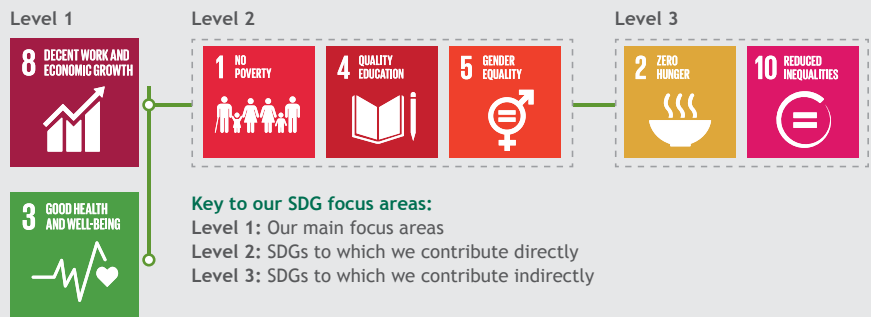 Level 1
8 DECENT WORK AND
ECONOMIC GROWTH
3 GOOD HEALTH
AND WELL-BEING
Level 2
1 NO
POVERTY
4 QUALITY
EDUCATION
5 GENDER
EQUALITY
Level 3
2 ZERO
HUNGER
10 REDUCED
INEQUALITIES
Key to our SDG focus areas:
Level 1: Our main focus areas
Level 2: SDGs to which we contribute directly
Level 3: SDGs to which we contribute indirectly